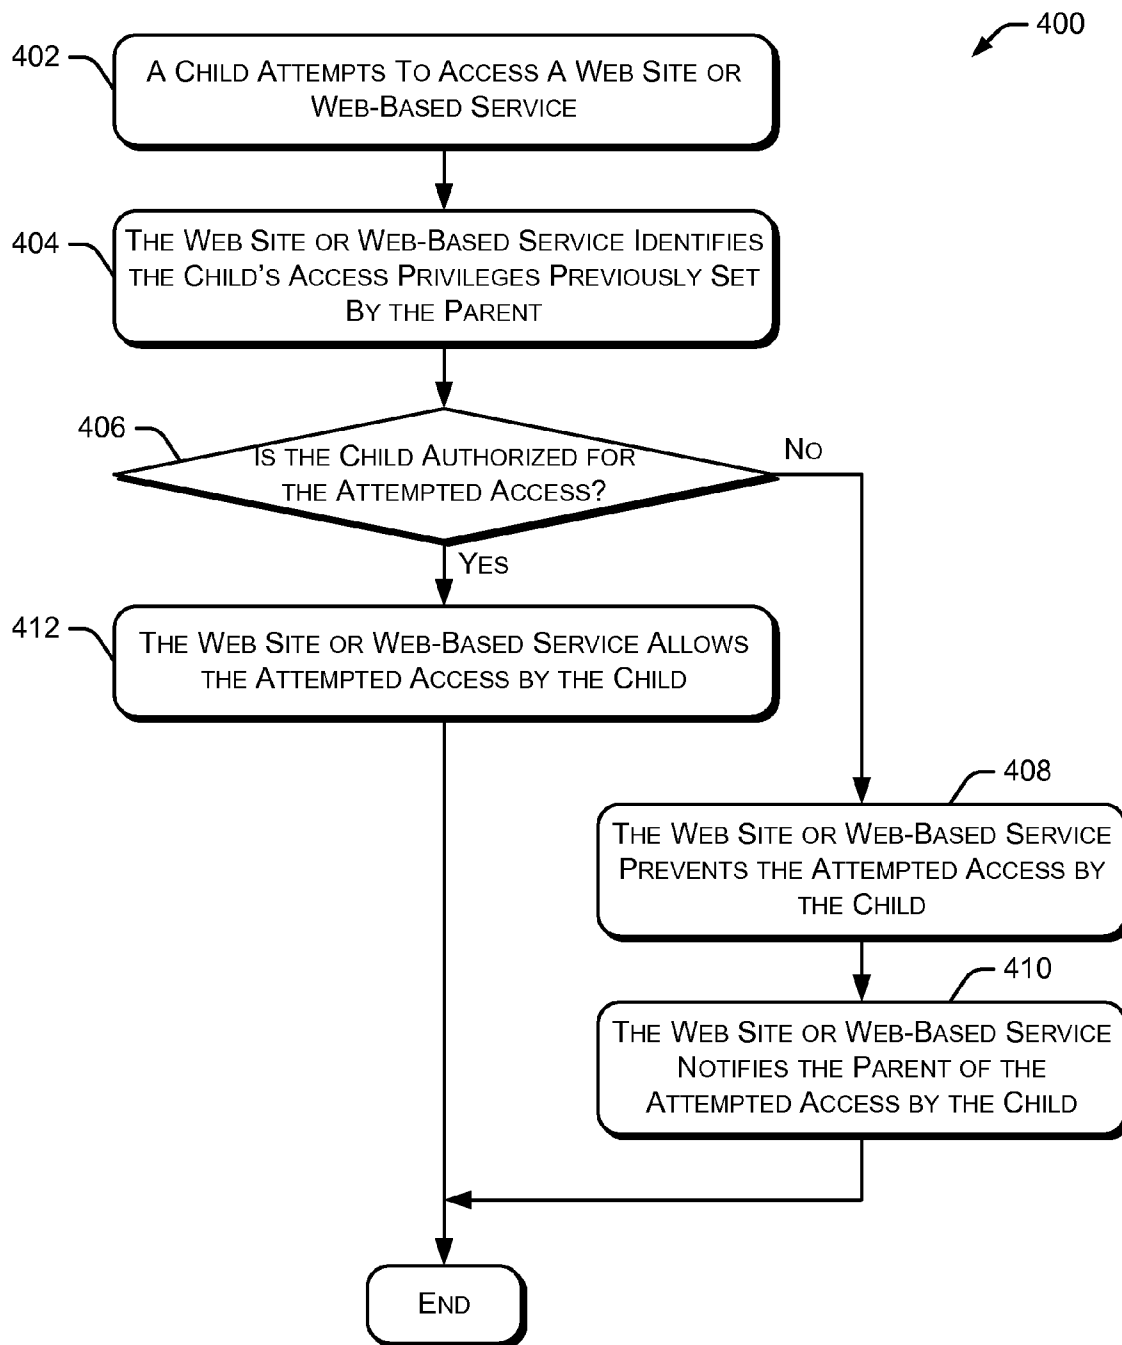 400
402
A CHILD ATTEMPTS TO ACCESS A WEB SITE OR
WEB-BASED SERVICE
404
THE WEB SITE OR WEB-BASED SERVICE IDENTIFIES
THE CHILD'S ACCESS PRIVILEGES PREVIOUSLY SET
BY THE PARENT
406
IS THE CHILD AUTHORIZED FOR
THE ATTEMPTED ACCESS?
NO
YES
412
THE WEB SITE OR WEB-BASED SERVICE ALLOWS
THE ATTEMPTED ACCESS BY THE CHILD
408
THE WEB SITE OR WEB-BASED SERVICE
PREVENTS THE ATTEMPTED ACCESS BY
THE CHILD
410
THE WEB SITE OR WEB-BASED SERVICE
NOTIFIES THE PARENT OF THE
ATTEMPTED ACCESS BY THE CHILD
END